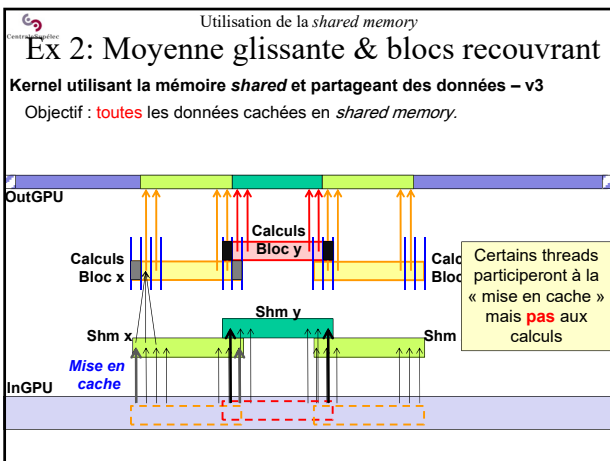 CentraleSupélec
Utilisation de la shared memory
Ex 2: Moyenne glissante & blocs recouvrant
Kernel utilisant la mémoire shared et partageant des données – v3
Objectif : toutes les données cachées en shared memory.
OutGPU
Calculs
Bloc y
Calculs
Bloc x
Calc
Bloc
Certains threads
participeront à la
« mise en cache »
mais pas aux
calculs
Shm y
Shm x
Shm
Mise en
cache
InGPU